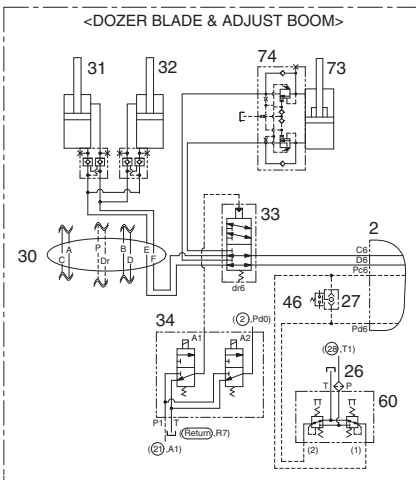 <DOZER BLADE & ADJUST BOOM>
31
32
74
73
33
2
30
A
C
P
Dr
B
D
E
F
C6
D6
Pc6
dr6
46
27
Pd6
34
(②,Pd0)
A1
A2
(㉘,T1)
26
T
P
60
P1
T
(Return,R7)
(㉑,A1)
(2)
(1)